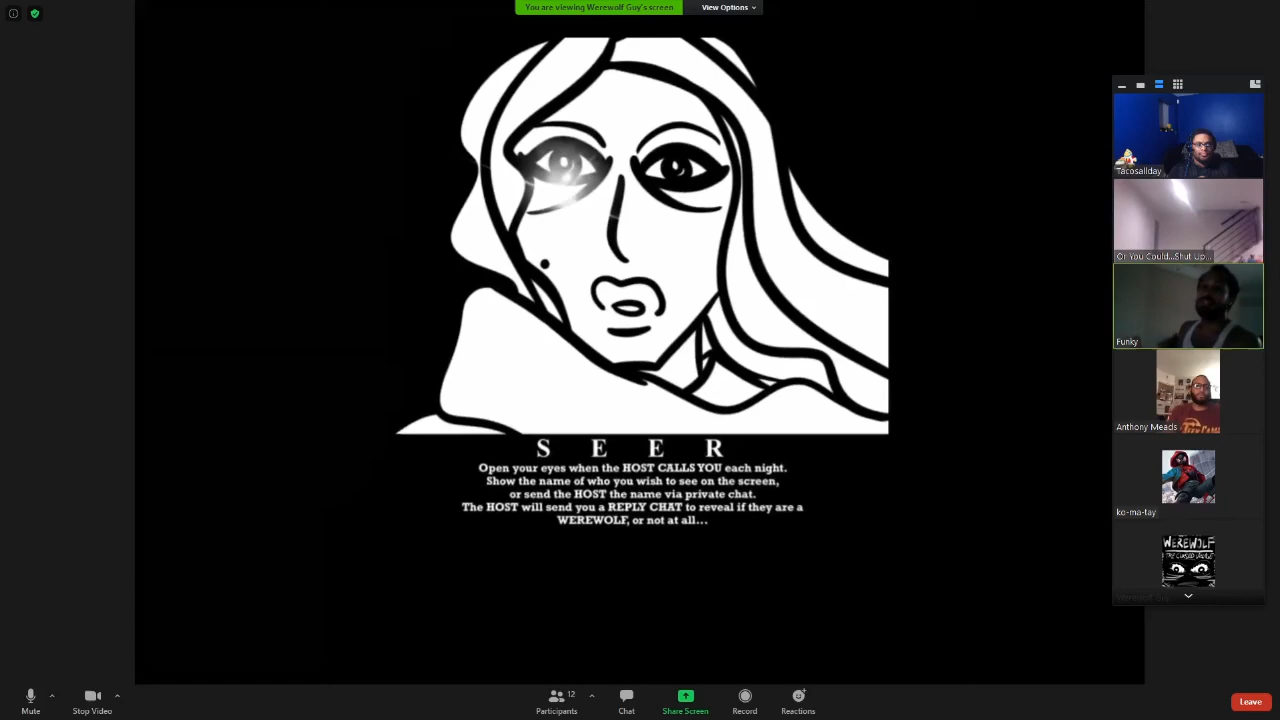 You are viewing Werewolf Guy's screen
View Options
Tacosallday
Or You Could...Shut Up...
Funky
Anthony Meads
ko-ma-tay
WEREWOLF
THE CURSED
S E E R
Open your eyes when the HOST CALLS YOU each night.
Show the name of who you wish to see on the screen,
or send the HOST the name via private chat.
The HOST will send you a REPLY CHAT to reveal if they are a
WEREWOLF, or not at all...
Mute
Stop Video
Participants
12
Chat
Share Screen
Record
Reactions
Leave